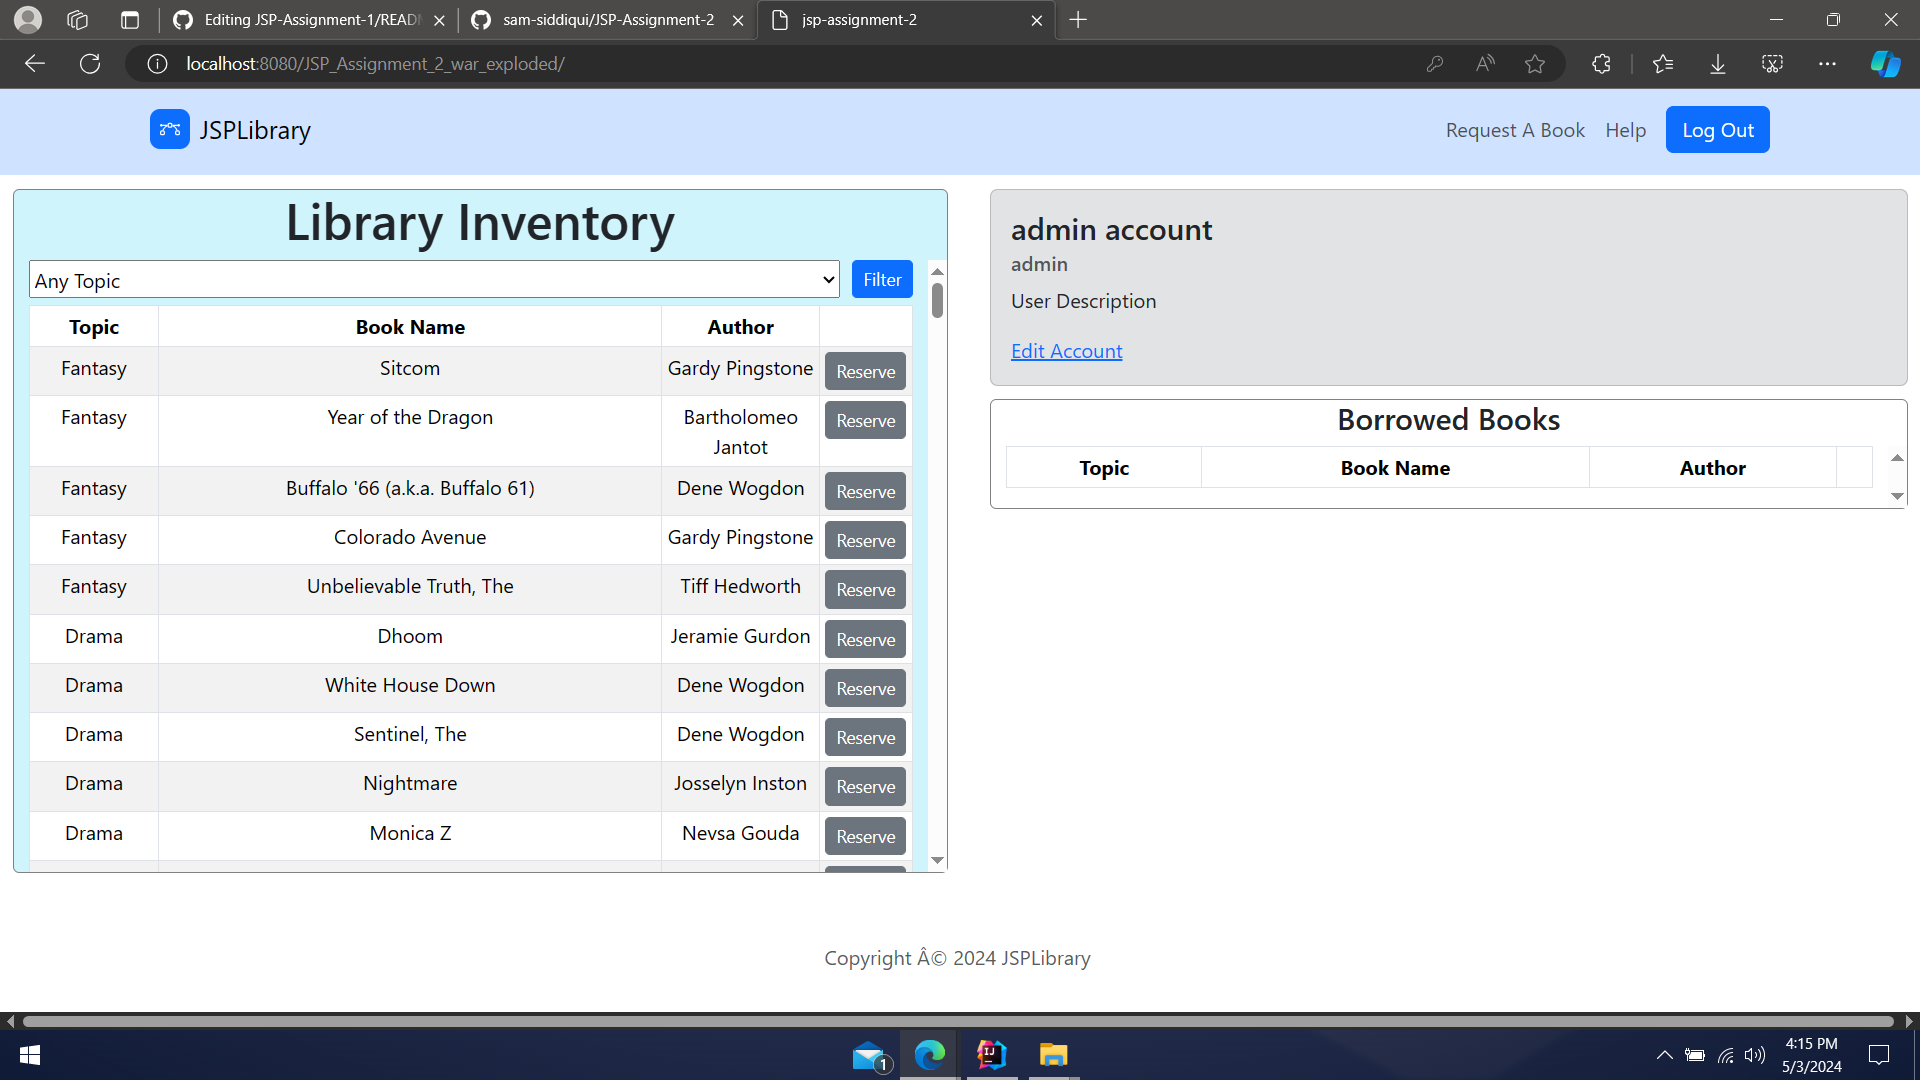 Editing JSP-Assignment-1/READ
sam-siddiqui/JSP-Assignment-2
jsp-assignment-2
localhost:8080/JSP_Assignment_2_war_exploded/
JSPLibrary
Request A Book
Help
Log Out
Library Inventory
Any Topic
Filter
Topic Book Name Author
Fantasy Sitcom Gardy Pingstone Reserve
Fantasy Year of the Dragon Bartholomeo Reserve
Jantot
Fantasy Buffalo '66 (a.k.a. Buffalo 61) Dene Wogdon Reserve
Fantasy Colorado Avenue Gardy Pingstone Reserve
Fantasy Unbelievable Truth, The Tiff Hedworth Reserve
Drama Dhoom Jeramie Gurdon Reserve
Drama White House Down Dene Wogdon Reserve
Drama Sentinel, The Dene Wogdon Reserve
Drama Nightmare Josselyn Inston Reserve
Drama Monica Z Nevsa Gouda Reserve
admin account
admin
User Description
Edit Account
Borrowed Books
Topic Book Name Author
Copyright Â© 2024 JSPLibrary
1
4:15 PM
5/3/2024